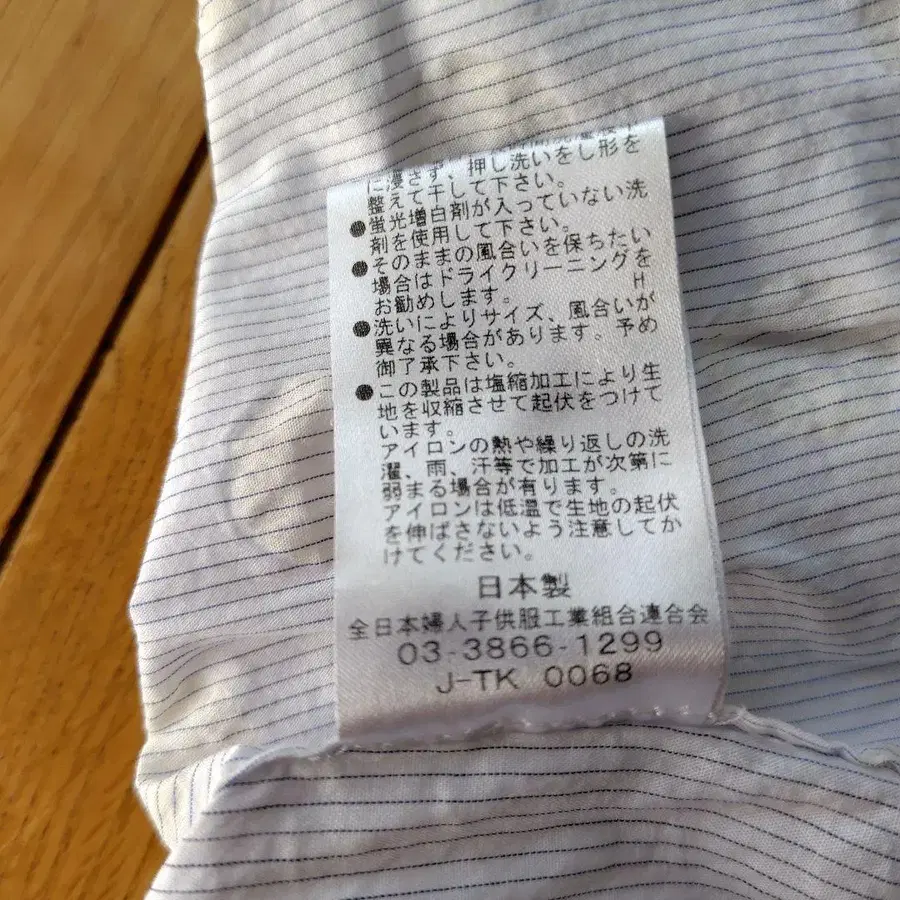 に浸さず、押し洗いをし形を
整えて干して下さい。
●蛍光増白剤が入っていない洗
剤を使用して下さい。
●そのままの風合いを保ちたい
場合はドライクリーニングを
お勧めします。 H
●洗いによりサイズ、風合いが
異なる場合があります。予め
御了承下さい。
●この製品は塩縮加工により生
地を収縮させて起伏をつけて
います。
アイロンの熱や繰り返しの洗
濯、雨、汗等で加工が次第に
弱まる場合が有ります。
アイロンは低温で生地の起伏
を伸ばさないよう注意してか
けてください。
日本製
全日本婦人子供服工業組合連合会
03-3866-1299
J-TK 0068